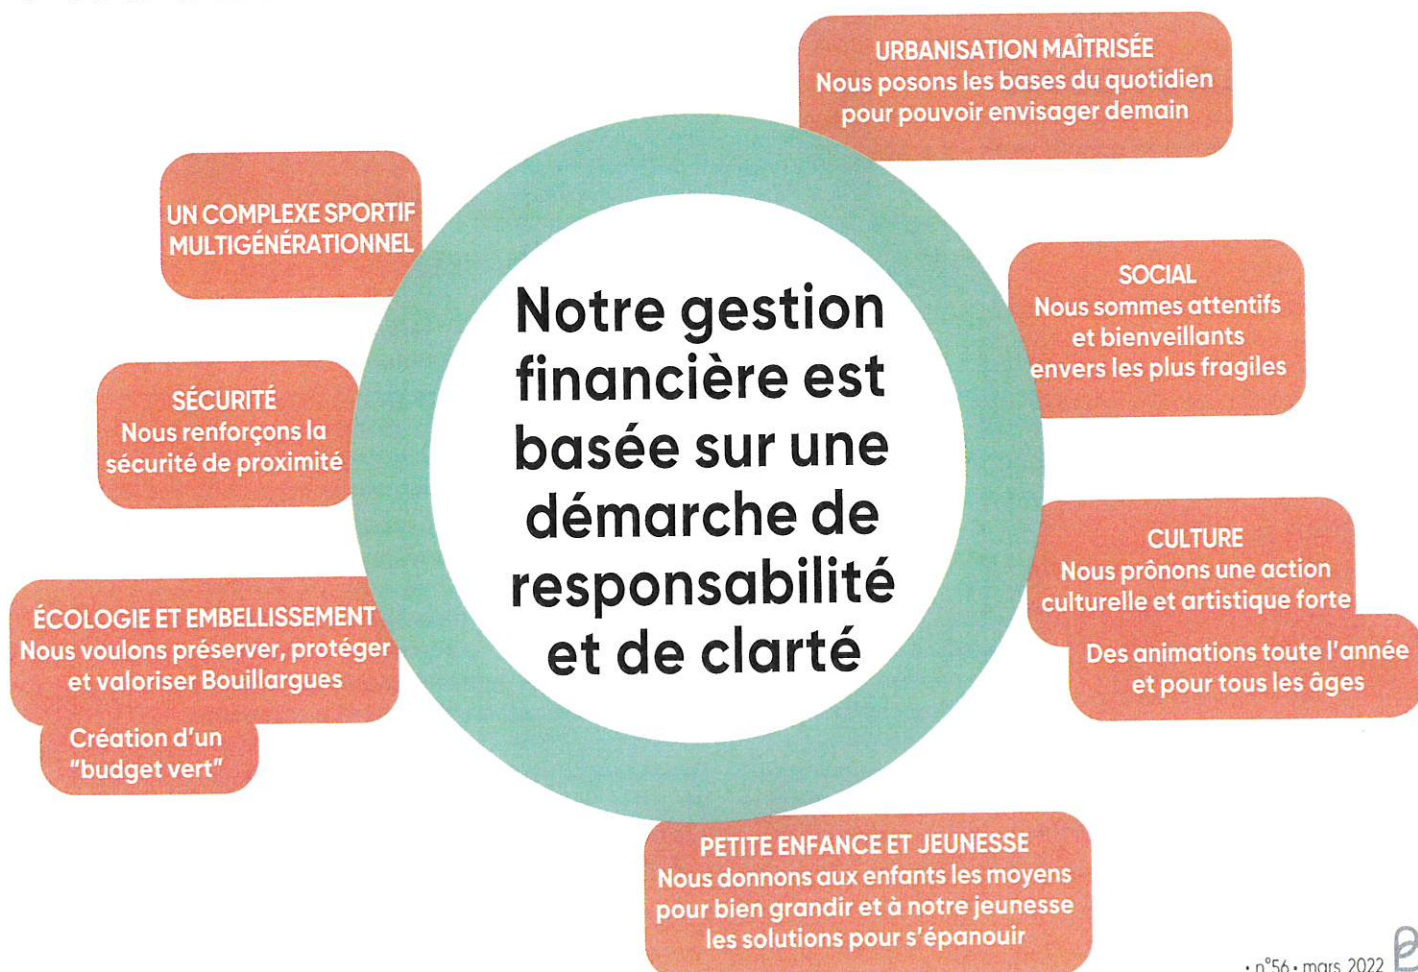 URBANISATION MAÎTRISÉE
Nous posons les bases du quotidien
pour pouvoir envisager demain
UN COMPLEXE SPORTIF
MULTIGÉNÉRATIONNEL
SOCIAL
Nous sommes attentifs
et bienveillants
envers les plus fragiles
Notre gestion
financière est
basée sur une
démarche de
responsabilité
et de clarté
SÉCURITÉ
Nous renforçons la
sécurité de proximité
CULTURE
Nous prônons une action
culturelle et artistique forte
Des animations toute l'année
et pour tous les âges
ÉCOLOGIE ET EMBELLISSEMENT
Nous voulons préserver, protéger
et valoriser Bouillargues
Création d'un
"budget vert"
PETITE ENFANCE ET JEUNESSE
Nous donnons aux enfants les moyens
pour bien grandir et à notre jeunesse
les solutions pour s'épanouir
• n°56 • mars 2022